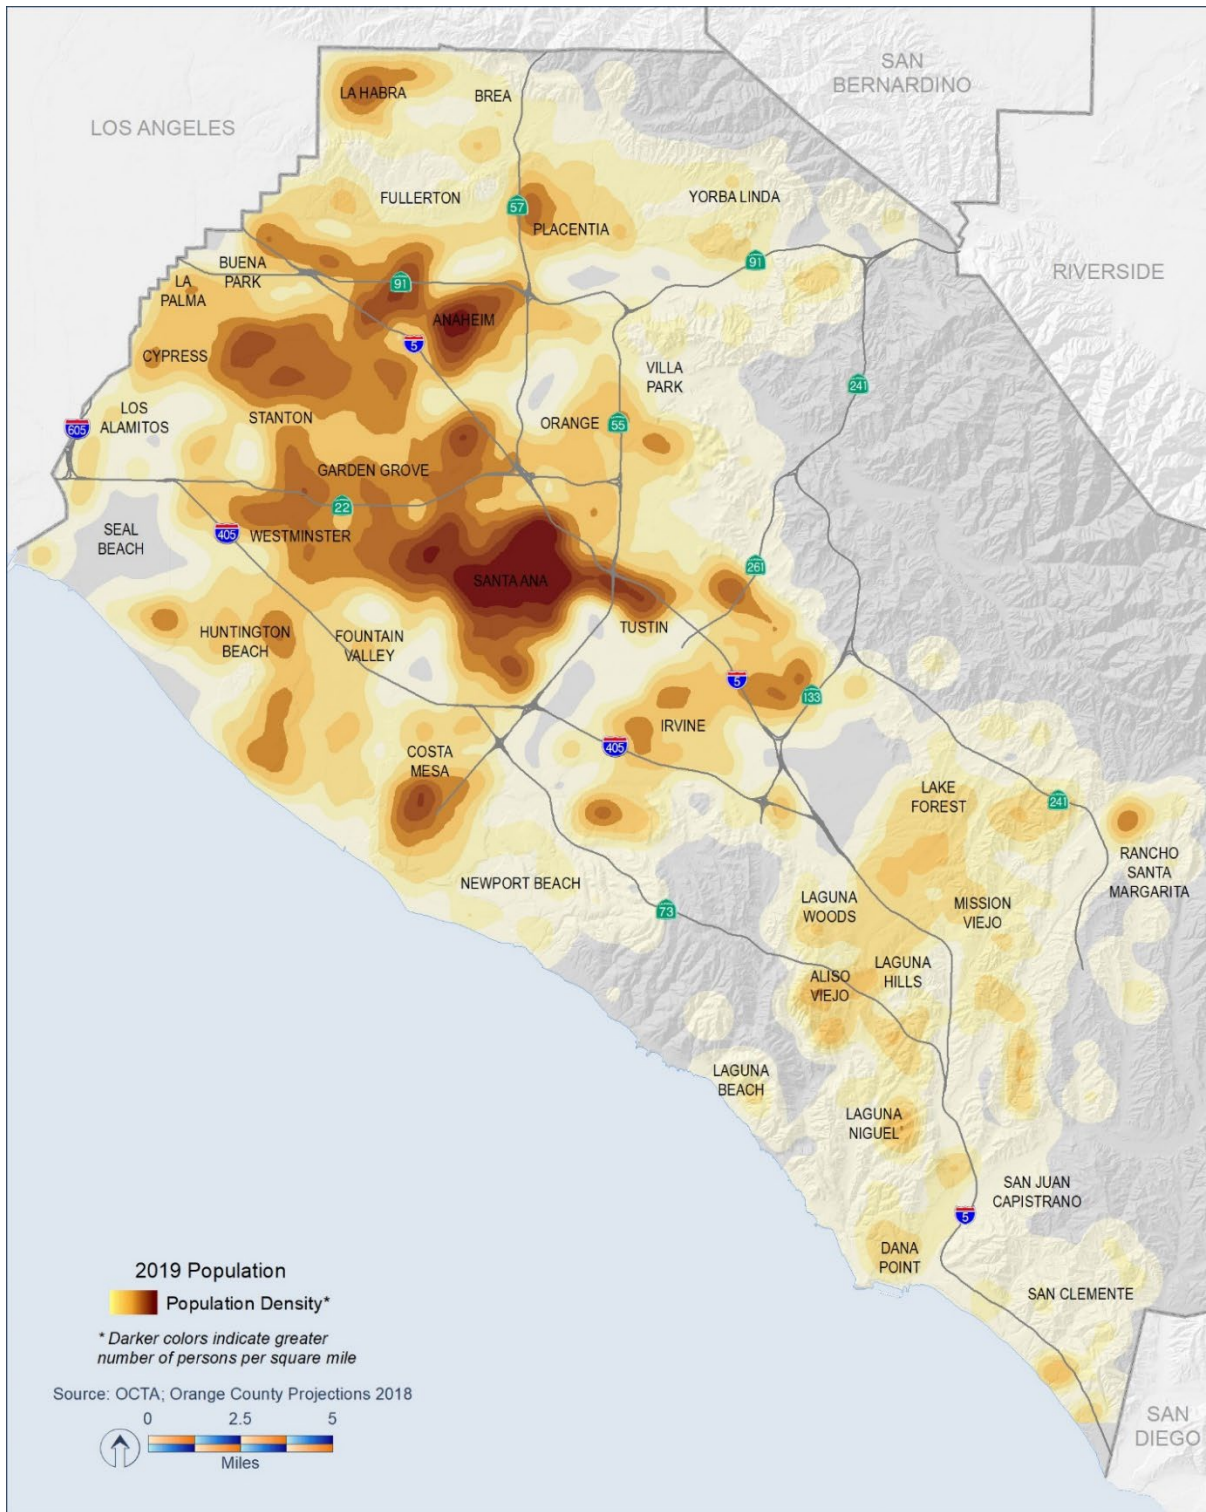 SAN
BERNARDINO
LOS ANGELES
LA HABRA
BREA
FULLERTON
57
YORBA LINDA
PLACENTIA
BUENA
PARK
91
91
RIVERSIDE
LA
PALMA
ANAHEIM
5
CYPRESS
VILLA
PARK
241
LOS
ALAMITOS
605
STANTON
ORANGE
55
GARDEN GROVE
22
SEAL
BEACH
405
WESTMINSTER
SANTA ANA
261
TUSTIN
HUNTINGTON
BEACH
FOUNTAIN
VALLEY
5
133
IRVINE
405
COSTA
MESA
LAKE
FOREST
241
RANCHO
SANTA
MARGARITA
NEWPORT BEACH
73
LAGUNA
WOODS
MISSION
VIEJO
ALISO
VIEJO
LAGUNA
HILLS
LAGUNA
BEACH
LAGUNA
NIGUEL
SAN JUAN
CAPISTRANO
5
DANA
POINT
SAN CLEMENTE
SAN
DIEGO
2019 Population
Population Density*
* Darker colors indicate greater
number of persons per square mile
Source: OCTA; Orange County Projections 2018
0 2.5 5
Miles